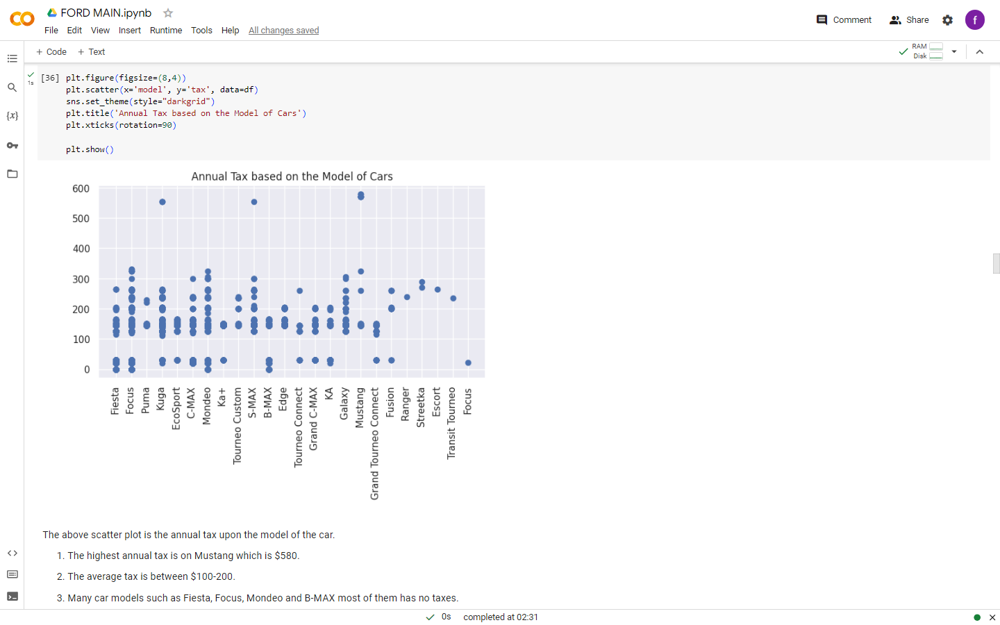 FORD MAIN.ipynb
File Edit View Insert Runtime Tools Help All changes saved
Comment Share f
+ Code + Text
RAM
Disk
1s
[36] plt.figure(figsize=(8,4))
plt.scatter(x='model', y='tax', data=df)
sns.set_theme(style="darkgrid")
plt.title('Annual Tax based on the Model of Cars')
plt.xticks(rotation=90)
plt.show()
{x}
Annual Tax based on the Model of Cars
600
500
400
300
200
100
0
Fiesta
Focus
Puma
Kuga
EcoSport
C-MAX
Mondeo
Ka+
Tourneo Custom
S-MAX
B-MAX
Edge
Tourneo Connect
Grand C-MAX
KA
Galaxy
Mustang
Grand Tourneo Connect
Fusion
Ranger
Streetka
Escort
Transit Tourneo
Focus
The above scatter plot is the annual tax upon the model of the car.
1. The highest annual tax is on Mustang which is $580.
2. The average tax is between $100-200.
3. Many car models such as Fiesta, Focus, Mondeo and B-MAX most of them has no taxes.
0s completed at 02:31